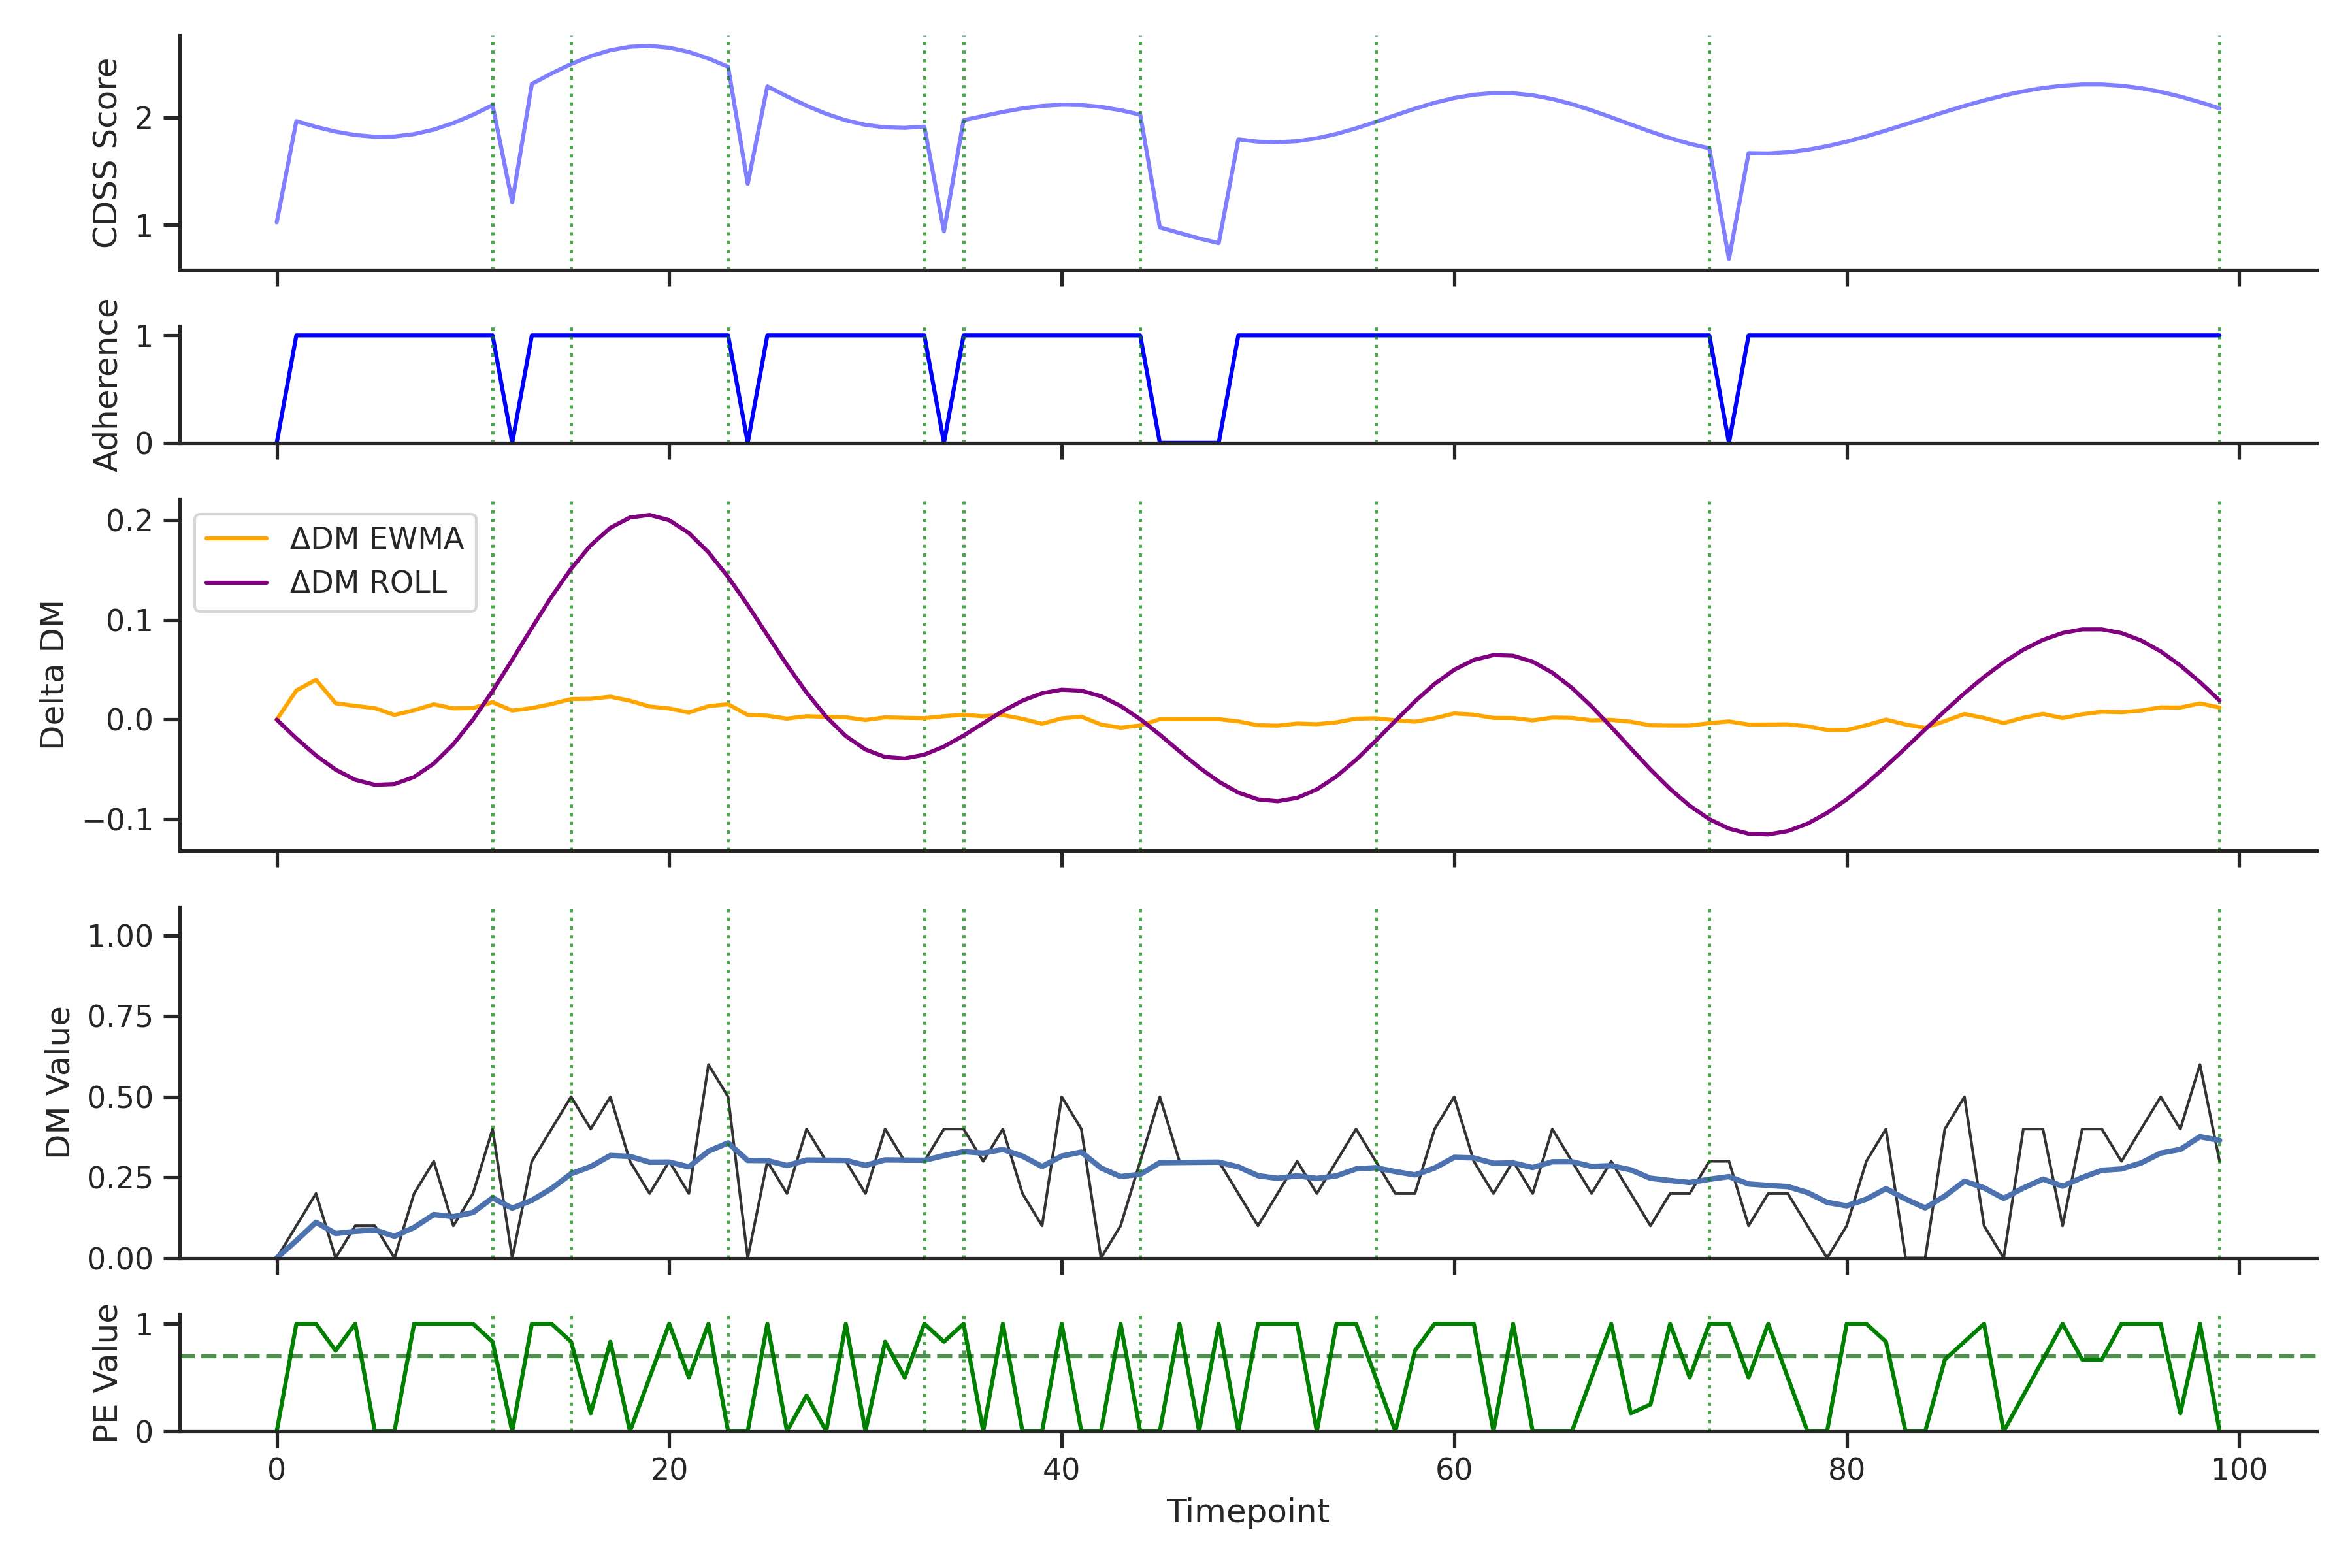 CDSS Score
2
1
Adherence
1
0
Delta DM
0.2
0.1
0.0
−0.1
ΔDM EWMA
ΔDM ROLL
DM Value
1.00
0.75
0.50
0.25
0.00
PE Value
1
0
0 20 40 60 80 100
Timepoint